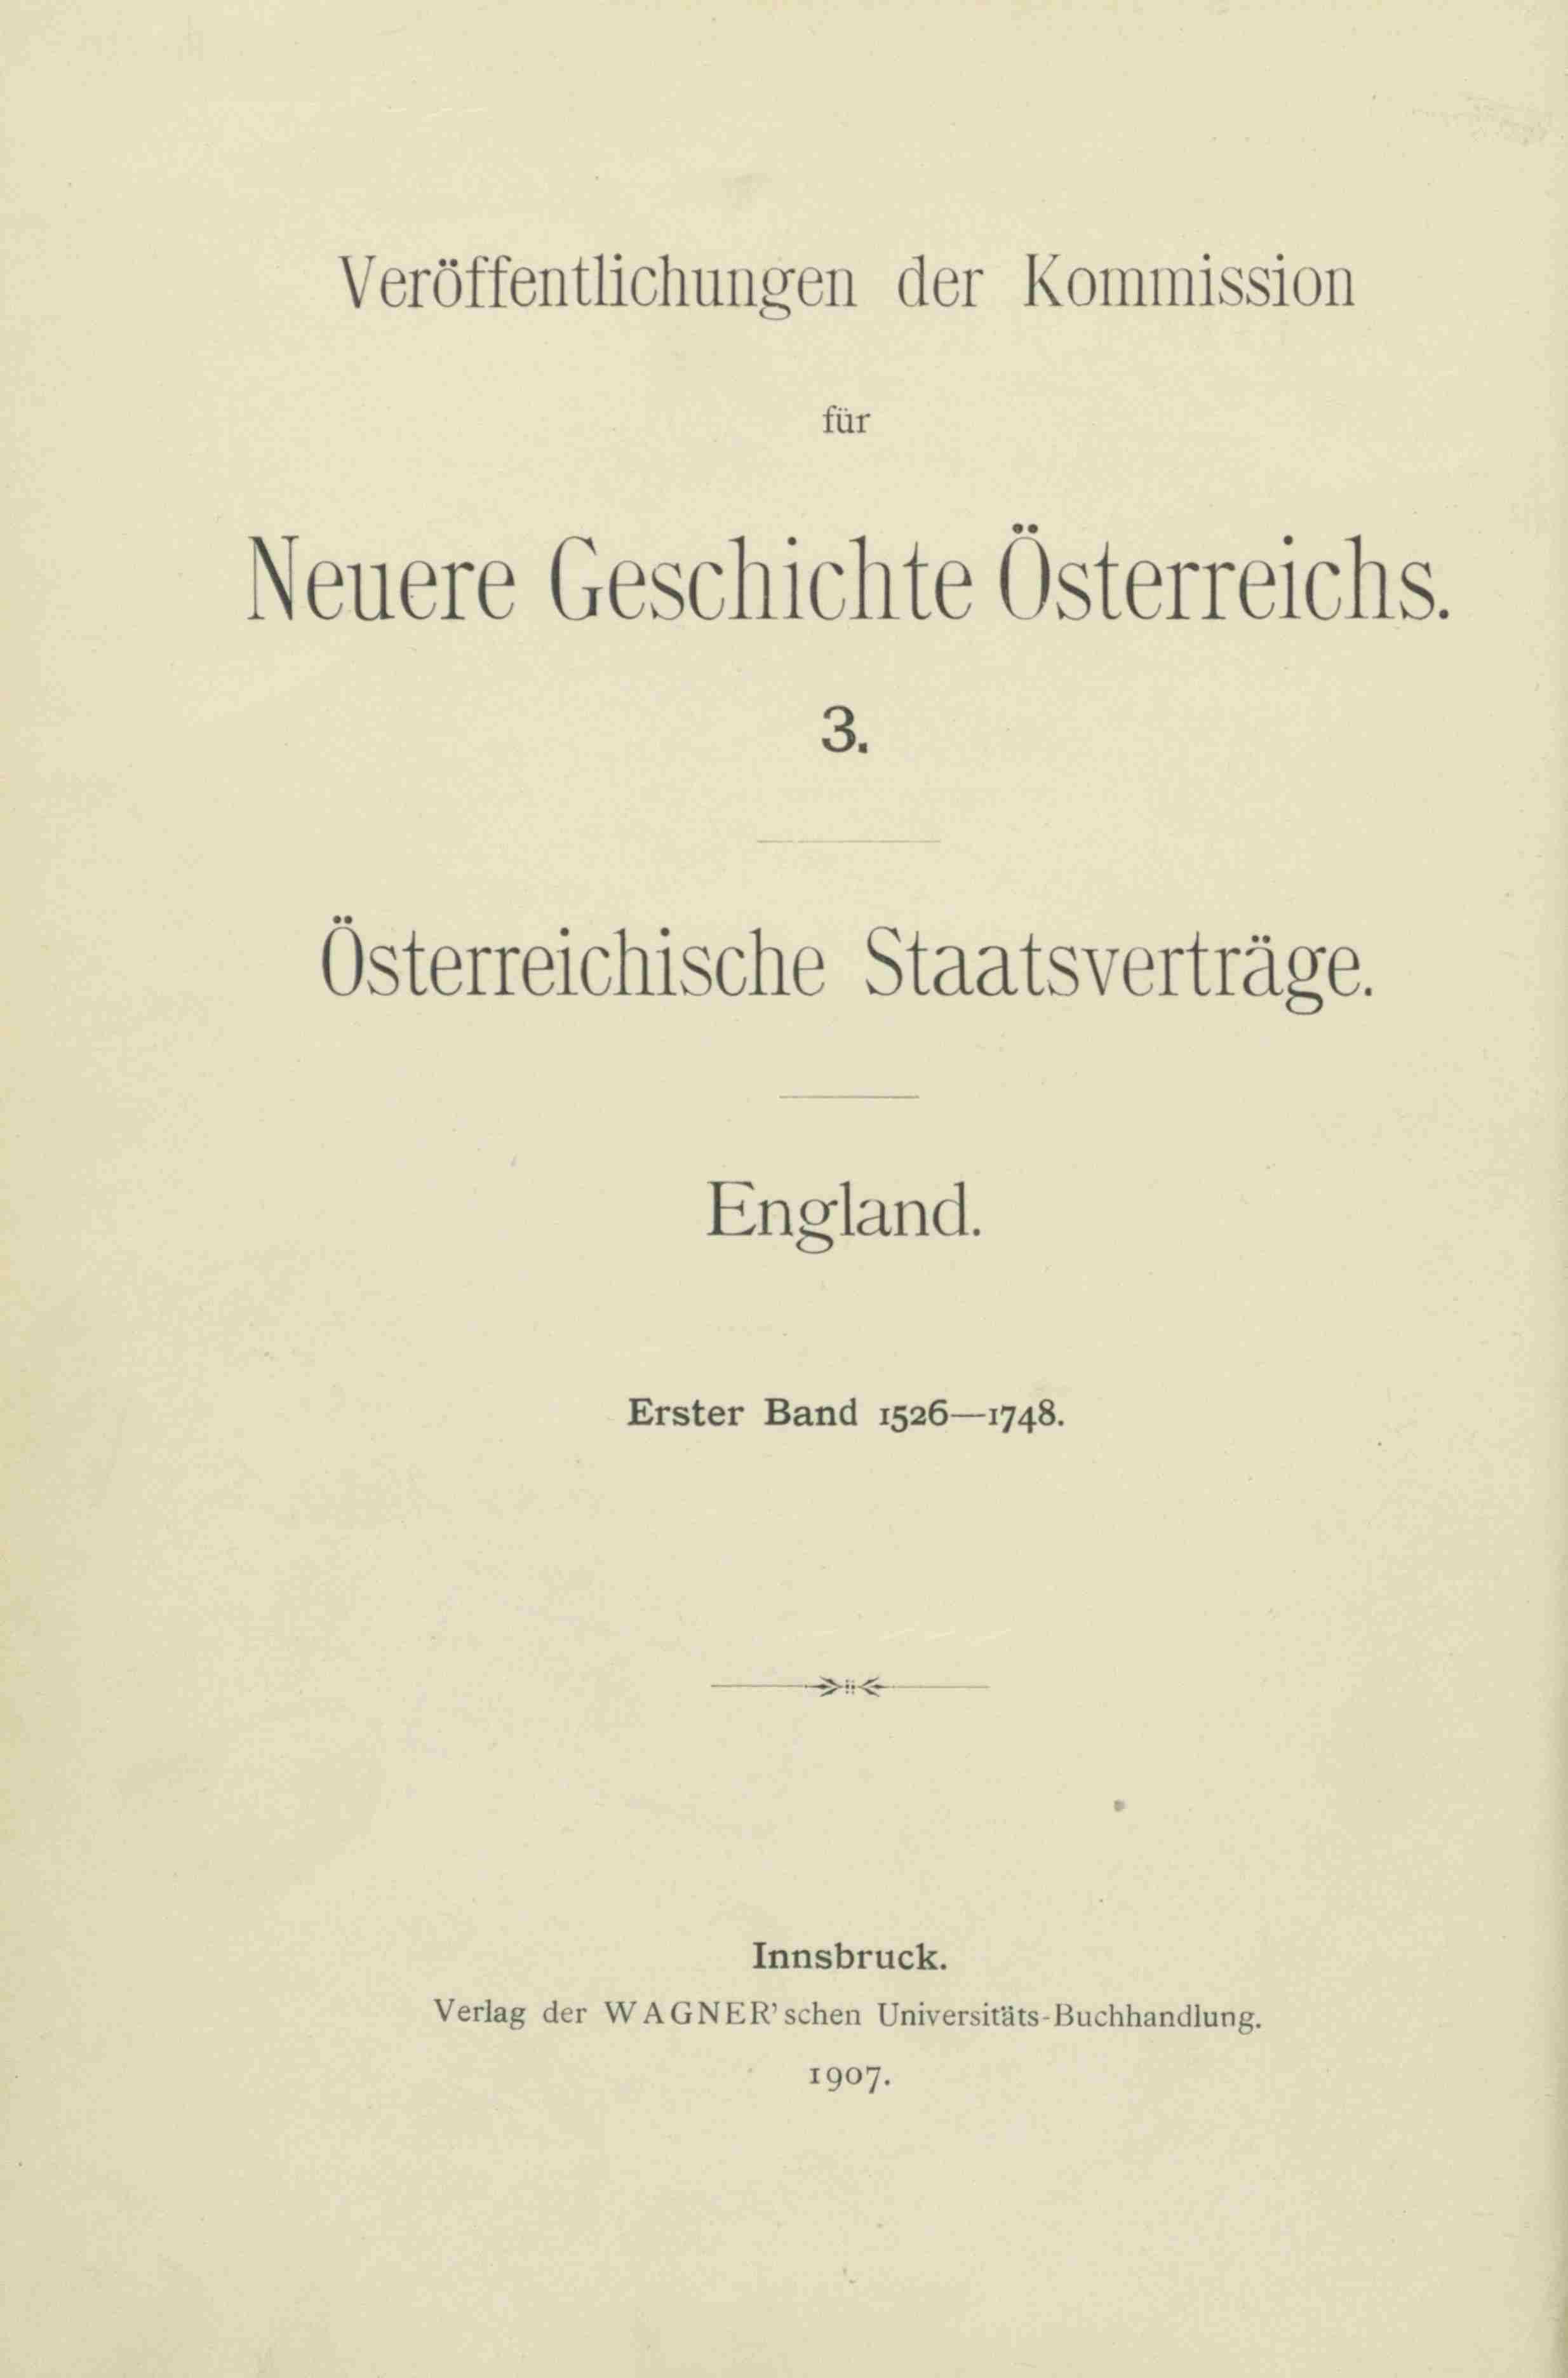 Veröffentlichungen der Kommission
für
Neuere Geschichte Österreichs.
3.
Österreichische Staatsverträge.
England.
Erster Band 1526—1748.
Innsbruck.
Verlag der WAGNER'schen Universitäts-Buchhandlung.
1907.